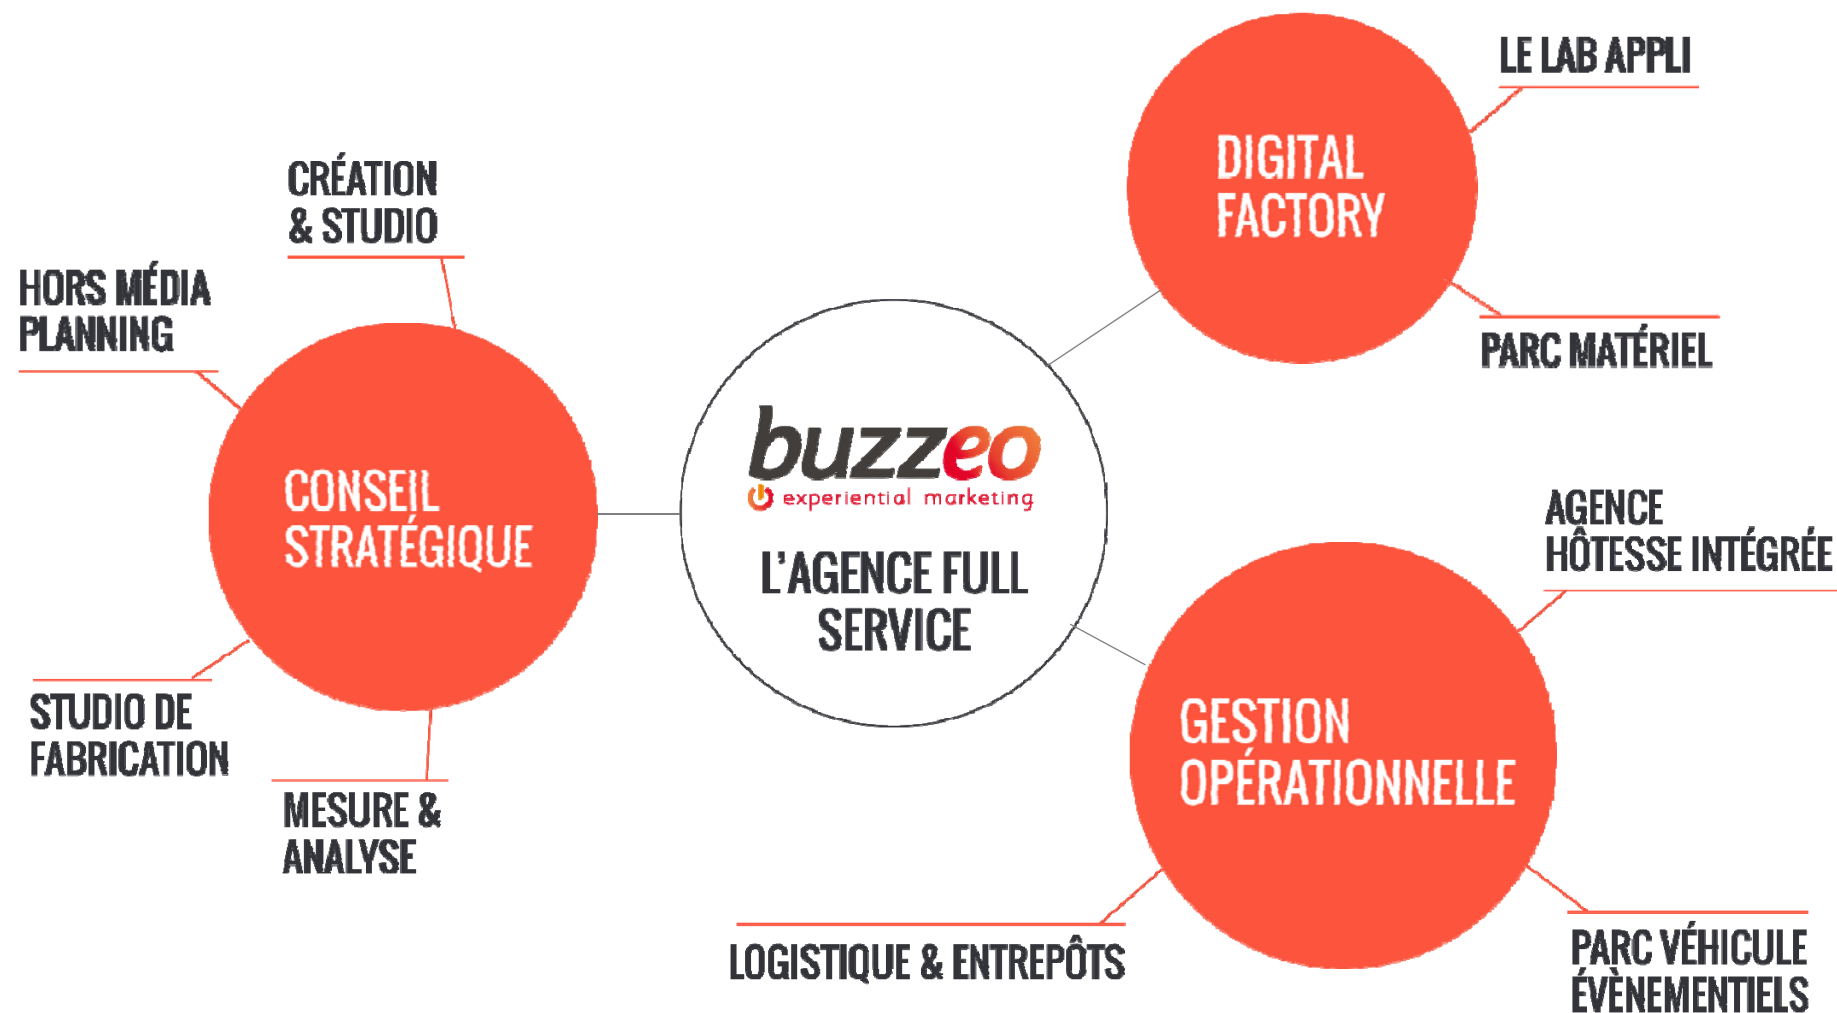 CRÉATION
& STUDIO
HORS MÉDIA
PLANNING
CONSEIL
STRATÉGIQUE
STUDIO DE
FABRICATION
MESURE &
ANALYSE
buzzeo
experiential marketing
L'AGENCE FULL
SERVICE
DIGITAL
FACTORY
LE LAB APPLI
PARC MATÉRIEL
AGENCE
HÔTESSE INTÉGRÉE
GESTION
OPÉRATIONNELLE
LOGISTIQUE & ENTREPÔTS
PARC VÉHICULE
ÉVÈNEMENTIELS